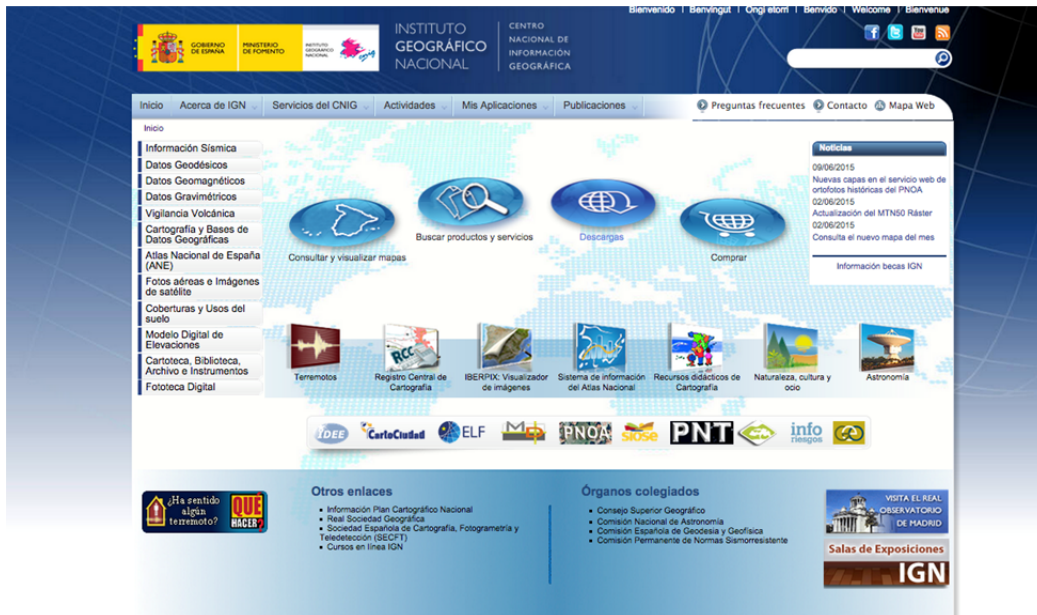 Bienvenido | Benvingut | Ongi etorri | Benvido | Welcome | Bienvenue
GOBIERNO
DE ESPAÑA
MINISTERIO
DE FOMENTO
INSTITUTO
GEOGRÁFICO
NACIONAL
INSTITUTO
GEOGRÁFICO
NACIONAL
CENTRO
NACIONAL DE
INFORMACIÓN
GEOGRÁFICA
Inicio Acerca de IGN Servicios del CNIG Actividades Mis Aplicaciones Publicaciones Preguntas frecuentes Contacto Mapa Web
Inicio
Información Sísmica
Datos Geodésicos
Datos Geomagnéticos
Datos Gravimétricos
Vigilancia Volcánica
Cartografía y Bases de
Datos Geográficas
Atlas Nacional de España
(ANE)
Fotos aéreas e Imágenes
de satélite
Coberturas y Usos del
suelo
Modelo Digital de
Elevaciones
Cartoteca, Biblioteca,
Archivo e Instrumentos
Fototeca Digital
Consultar y visualizar mapas
Buscar productos y servicios
Descargas
Comprar
Noticias
09/06/2015
Nuevas capas en el servicio web de
ortofotos históricas del PNOA
02/06/2015
Actualización del MTN50 Ráster
02/06/2015
Consulta el nuevo mapa del mes
Información becas IGN
RCC
Terremotos
Registro Central de
Cartografía
IBERPIX: Visualizador
de imágenes
Sistema de información
del Atlas Nacional
Recursos didácticos de
Cartografía
Naturaleza, cultura y
ocio
Astronomía
IDEE CartoCiudad ELF PNOA siose PNT info
riesgos
¿Ha sentido
algún
terremoto?
QUÉ
HACER?
Otros enlaces
Información Plan Cartográfico Nacional
Real Sociedad Geográfica
Sociedad Española de Cartografía, Fotogrametría y
Teledetección (SECFT)
Cursos en línea IGN
Órganos colegiados
Consejo Superior Geográfico
Comisión Nacional de Astronomía
Comisión Española de Geodesia y Geofísica
Comisión Permanente de Normas Sismorresistente
VISITA EL REAL
OBSERVATORIO
DE MADRID
Salas de Exposiciones
IGN